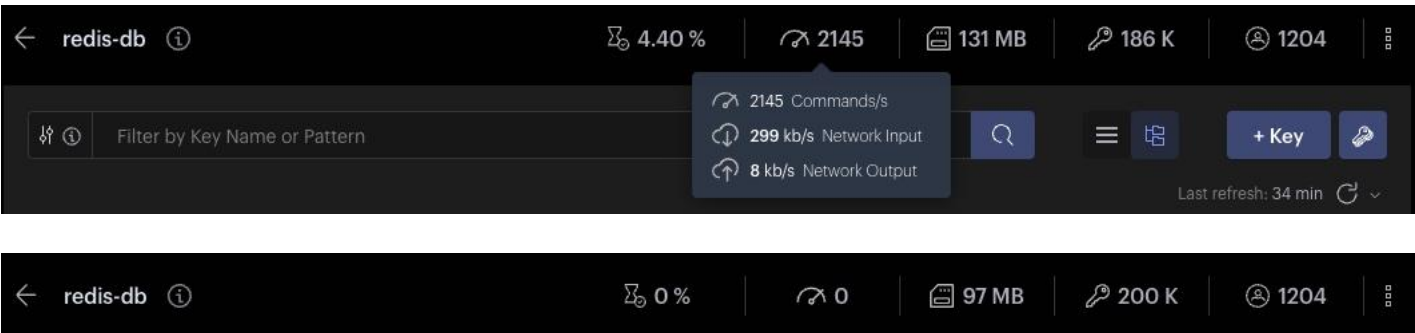 redis-db 4.40 % 2145 131 MB 186 K 1204
2145 Commands/s
Filter by Key Name or Pattern 299 kb/s Network Input + Key
8 kb/s Network Output
Last refresh: 34 min
redis-db 0 % 0 97 MB 200 K 1204